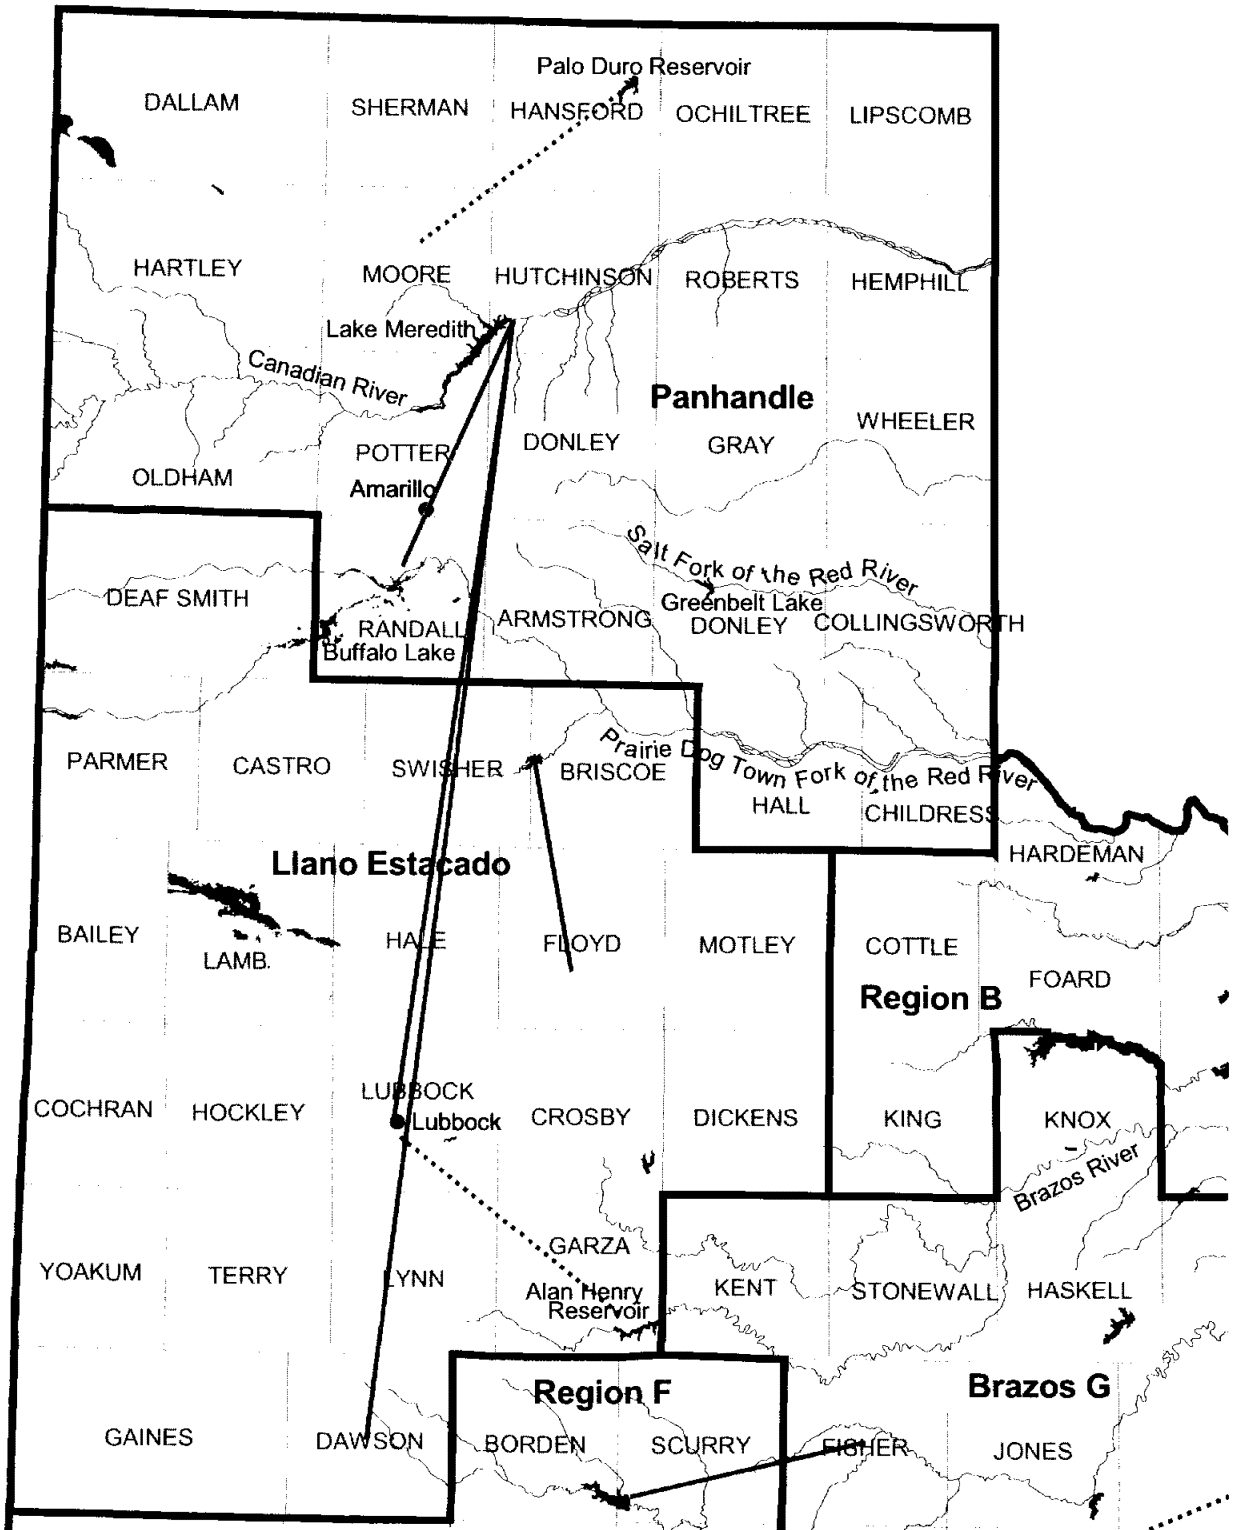 Palo Duro Reservoir
DALLAM
SHERMAN
HANSFORD
OCHILTREE
LIPSCOMB
HARTLEY
MOORE
HUTCHINSON
ROBERTS
HEMPHILL
Lake Meredith
Canadian River
Panhandle
WHEELER
OLDHAM
POTTER
DONLEY
GRAY
Amarillo
Salt Fork of the Red River
DEAF SMITH
RANDALL
Buffalo Lake
ARMSTRONG
Greenbelt Lake
DONLEY
COLLINGSWORTH
PARMER
CASTRO
SWISHER
BRISCOE
Prairie Dog Town Fork of the Red River
HALL
CHILDRESS
HARDEMAN
Llano Estacado
BAILEY
LAMB.
HALE
FLOYD
MOTLEY
COTTLE
FOARD
Region B
COCHRAN
HOCKLEY
LUBBOCK
Lubbock
CROSBY
DICKENS
KING
KNOX
Brazos River
YOAKUM
TERRY
LYNN
GARZA
Alan Henry
Reservoir
KENT
STONEWALL
HASKELL
Region F
Brazos G
GAINES
DAWSON
BORDEN
SCURRY
FISHER
JONES